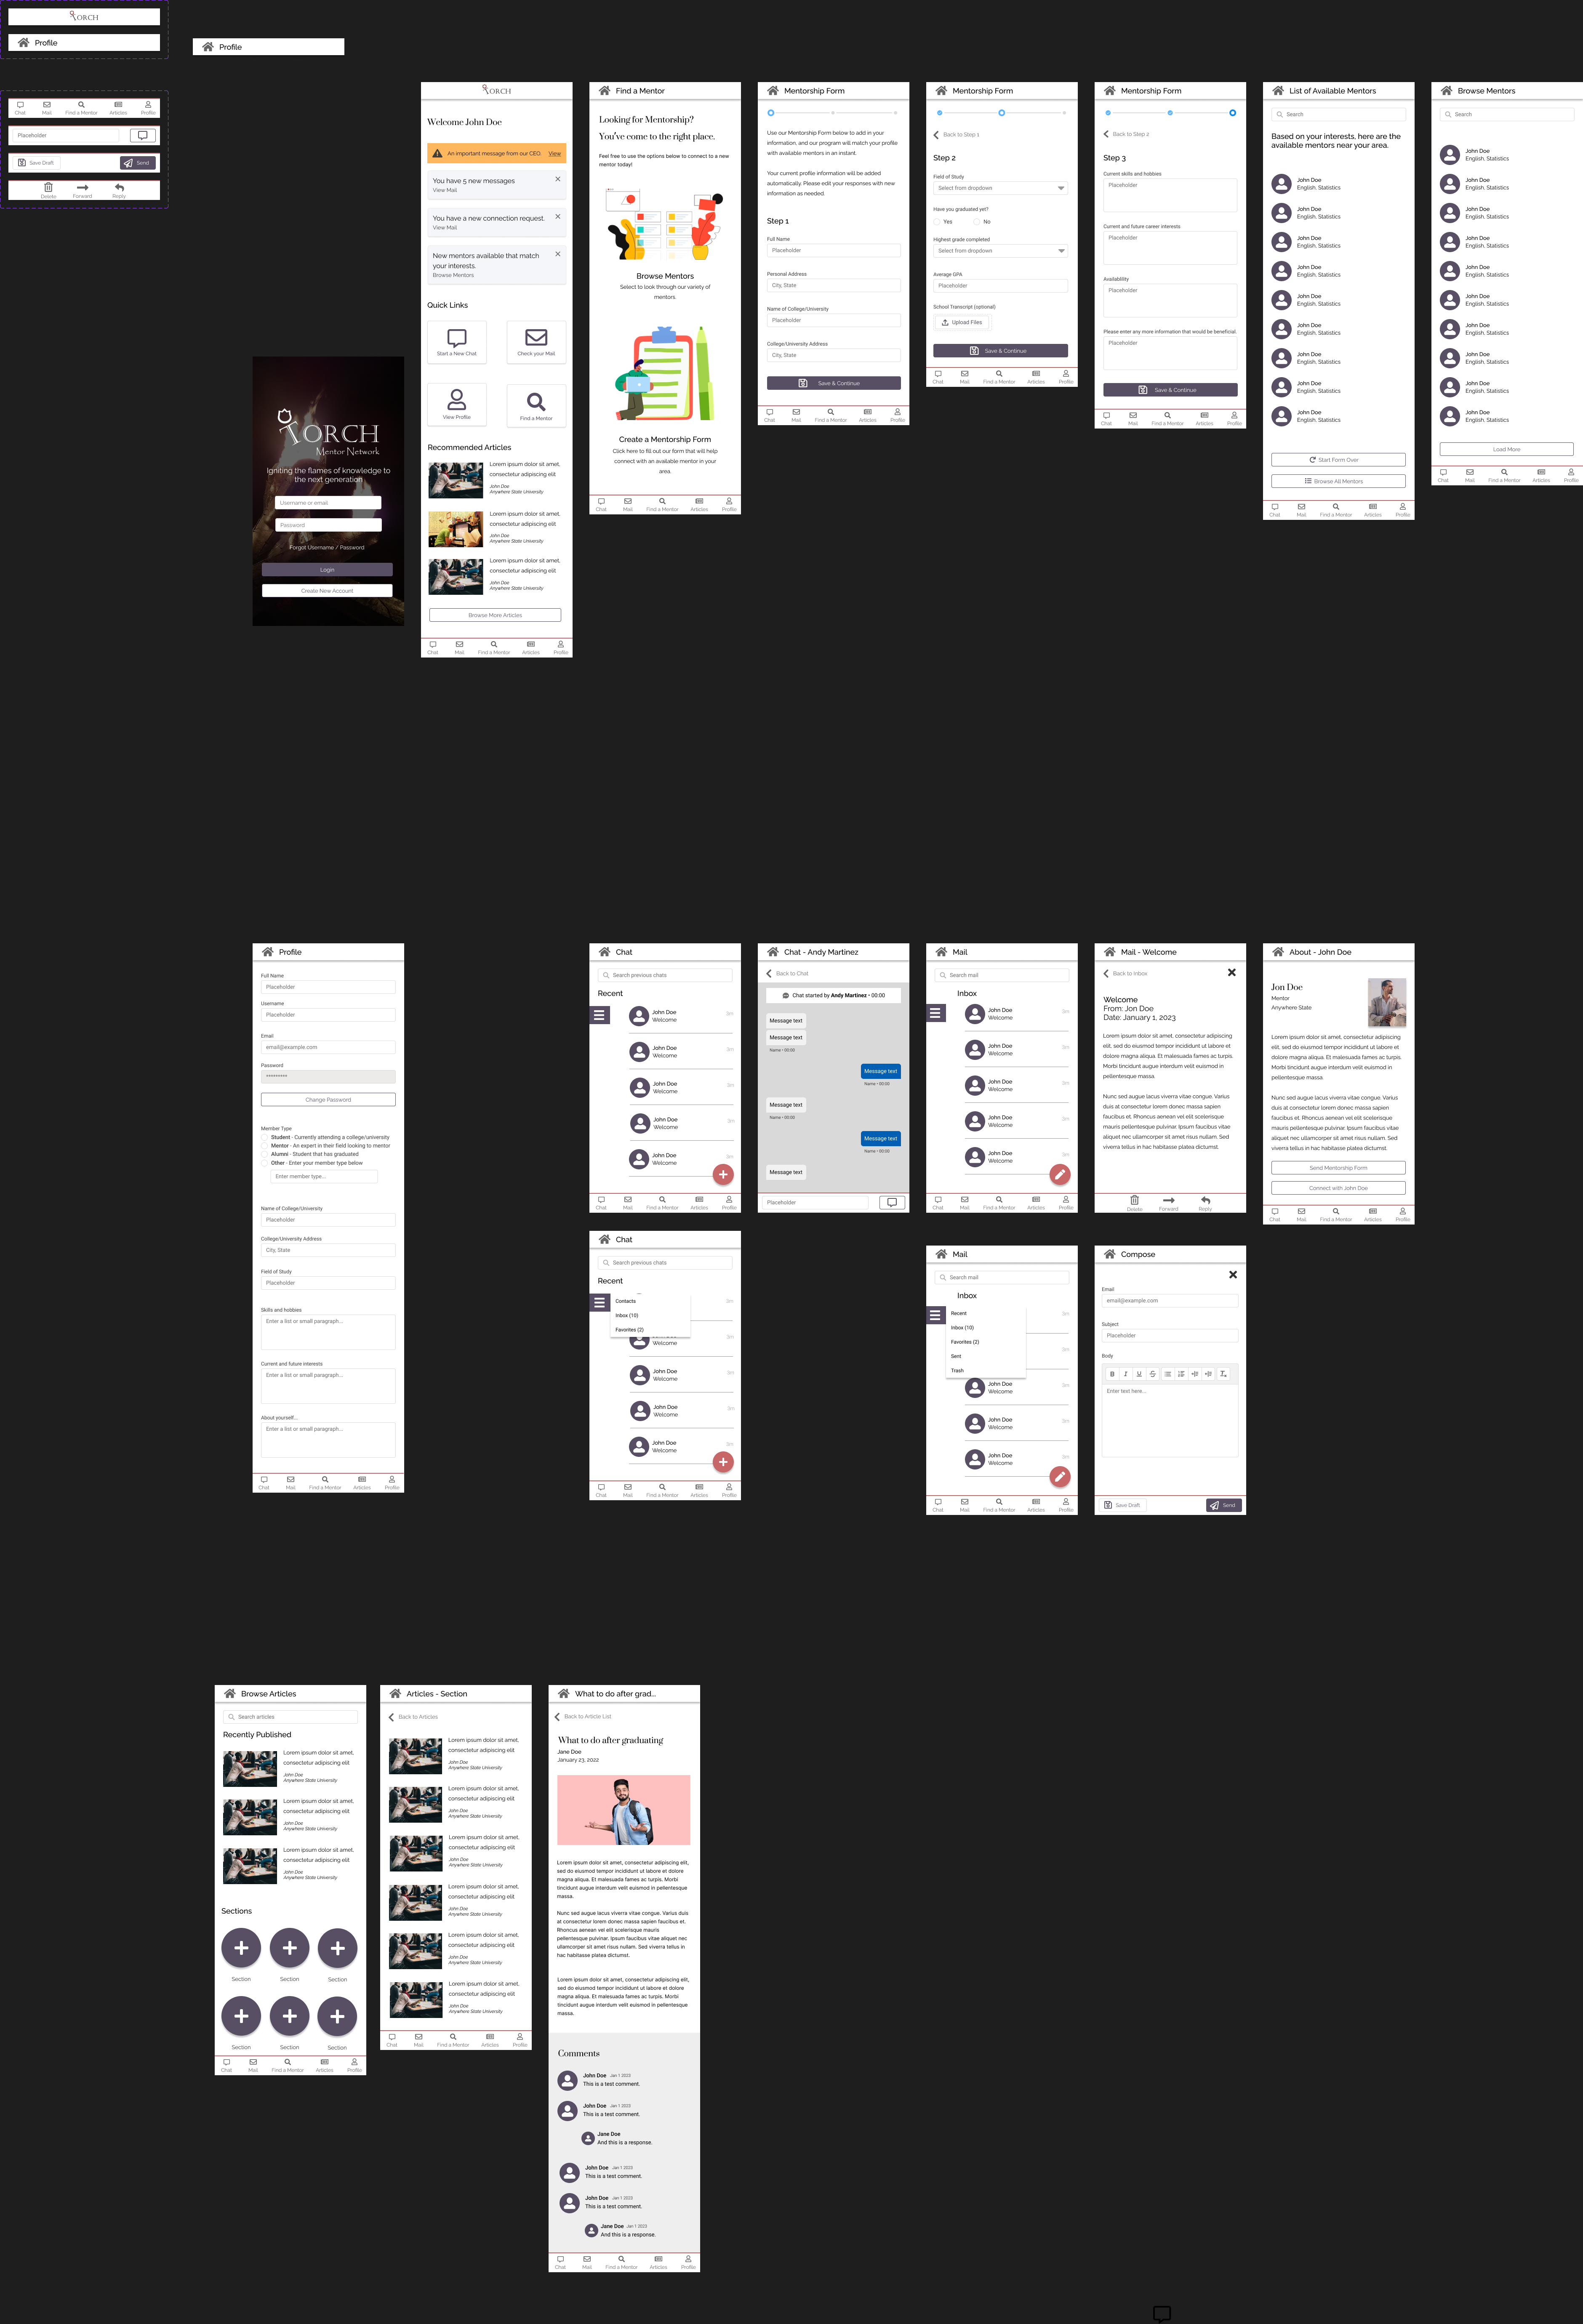 TORCH
Profile
Profile
Chat
Mail
Find a Mentor
Articles
Profile
Placeholder
Save Draft
Send
Delete
Forward
Reply
TORCH
Mentor Network
Igniting the flames of knowledge to
the next generation
Username or email
Password
Forgot Username / Password
Login
Create New Account
TORCH
Welcome John Doe
An important message from our CEO. View
You have 5 new messages
View Mail
You have a new connection request.
View Mail
New mentors available that match
your interests.
Browse Mentors
Quick Links
Start a New Chat
Check your Mail
View Profile
Find a Mentor
Recommended Articles
Lorem ipsum dolor sit amet,
consectetur adipiscing elit
John Doe
Anywhere State University
Lorem ipsum dolor sit amet,
consectetur adipiscing elit
John Doe
Anywhere State University
Lorem ipsum dolor sit amet,
consectetur adipiscing elit
John Doe
Anywhere State University
Browse More Articles
Chat
Mail
Find a Mentor
Articles
Profile
Find a Mentor
Looking for Mentorship?
You've come to the right place.
Feel free to use the options below to connect to a new
mentor today!
Browse Mentors
Select to look through our variety of
mentors.
Create a Mentorship Form
Click here to fill out our form that will help
connect with an available mentor in your
area.
Chat
Mail
Find a Mentor
Articles
Profile
Mentorship Form
Use our Mentorship Form below to add in your
information, and our program will match your profile
with available mentors in an instant.
Your current profile information will be added
automatically. Please edit your responses with new
information as needed.
Step 1
Full Name
Placeholder
Personal Address
City, State
Name of College/University
Placeholder
College/University Address
City, State
Save & Continue
Chat
Mail
Find a Mentor
Articles
Profile
Mentorship Form
Back to Step 1
Step 2
Field of Study
Select from dropdown
Have you graduated yet?
Yes
No
Highest grade completed
Select from dropdown
Average GPA
Placeholder
School Transcript (optional)
Upload Files
Save & Continue
Chat
Mail
Find a Mentor
Articles
Profile
Mentorship Form
Back to Step 2
Step 3
Current skills and hobbies
Placeholder
Current and future career interests
Placeholder
Availability
Placeholder
Please enter any more information that would be beneficial.
Placeholder
Save & Continue
Chat
Mail
Find a Mentor
Articles
Profile
List of Available Mentors
Search
Based on your interests, here are the
available mentors near your area.
John Doe
English, Statistics
John Doe
English, Statistics
John Doe
English, Statistics
John Doe
English, Statistics
John Doe
English, Statistics
John Doe
English, Statistics
John Doe
English, Statistics
John Doe
English, Statistics
John Doe
English, Statistics
Start Form Over
Browse All Mentors
Chat
Mail
Find a Mentor
Articles
Profile
Browse Mentors
Search
John Doe
English, Statistics
John Doe
English, Statistics
John Doe
English, Statistics
John Doe
English, Statistics
John Doe
English, Statistics
John Doe
English, Statistics
John Doe
English, Statistics
John Doe
English, Statistics
John Doe
English, Statistics
John Doe
English, Statistics
Load More
Chat
Mail
Find a Mentor
Articles
Profile
Profile
Full Name
Placeholder
Username
Placeholder
Email
email@example.com
Password
*********
Change Password
Member Type
Student - Currently attending a college/university
Mentor - An expert in their field looking to mentor
Alumni - Student that has graduated
Other - Enter your member type below
Enter member type...
Name of College/University
Placeholder
College/University Address
City, State
Field of Study
Placeholder
Skills and hobbies
Enter a list or small paragraph...
Current and future interests
Enter a list or small paragraph...
About yourself...
Enter a list or small paragraph...
Chat
Mail
Find a Mentor
Articles
Profile
Chat
Search previous chats
Recent
John Doe
Welcome
3m
John Doe
Welcome
3m
John Doe
Welcome
3m
John Doe
Welcome
3m
John Doe
Welcome
3m
Chat
Mail
Find a Mentor
Articles
Profile
Chat - Andy Martinez
Back to Chat
Chat started by Andy Martinez • 00:00
Message text
Message text
Name • 00:00
Message text
Name • 00:00
Message text
Name • 00:00
Message text
Name • 00:00
Message text
Placeholder
Mail
Search mail
Inbox
John Doe
Welcome
3m
John Doe
Welcome
3m
John Doe
Welcome
3m
John Doe
Welcome
3m
John Doe
Welcome
3m
Chat
Mail
Find a Mentor
Articles
Profile
Mail - Welcome
Back to Inbox
Welcome
From: Jon Doe
Date: January 1, 2023
Lorem ipsum dolor sit amet, consectetur adipiscing
elit, sed do eiusmod tempor incididunt ut labore et
dolore magna aliqua. Et malesuada fames ac turpis.
Morbi tincidunt augue interdum velit euismod in
pellentesque massa.
Nunc sed augue lacus viverra vitae congue. Varius
duis at consectetur lorem donec massa sapien
faucibus et. Rhoncus aenean vel elit scelerisque
mauris pellentesque pulvinar. Ipsum faucibus vitae
aliquet nec ullamcorper sit amet risus nullam. Sed
viverra tellus in hac habitasse platea dictumst.
Delete
Forward
Reply
About - John Doe
Jon Doe
Mentor
Anywhere State
Lorem ipsum dolor sit amet, consectetur adipiscing
elit, sed do eiusmod tempor incididunt ut labore et
dolore magna aliqua. Et malesuada fames ac turpis.
Morbi tincidunt augue interdum velit euismod in
pellentesque massa.
Nunc sed augue lacus viverra vitae congue. Varius
duis at consectetur lorem donec massa sapien
faucibus et. Rhoncus aenean vel elit scelerisque
mauris pellentesque pulvinar. Ipsum faucibus vitae
aliquet nec ullamcorper sit amet risus nullam. Sed
viverra tellus in hac habitasse platea dictumst.
Send Mentorship Form
Connect with John Doe
Chat
Mail
Find a Mentor
Articles
Profile
Chat
Search previous chats
Recent
Contacts
Inbox (10)
Favorites (2)
3m
Welcome
3m
John Doe
Welcome
3m
John Doe
Welcome
3m
John Doe
Welcome
3m
Chat
Mail
Find a Mentor
Articles
Profile
Mail
Search mail
Inbox
Recent
Inbox (10)
Favorites (2)
Sent
Trash
3m
3m
John Doe
Welcome
3m
John Doe
Welcome
3m
John Doe
Welcome
3m
Chat
Mail
Find a Mentor
Articles
Profile
Compose
Email
email@example.com
Subject
Placeholder
Body
B I U S
Enter text here...
Save Draft
Send
Browse Articles
Search articles
Recently Published
Lorem ipsum dolor sit amet,
consectetur adipiscing elit
John Doe
Anywhere State University
Lorem ipsum dolor sit amet,
consectetur adipiscing elit
John Doe
Anywhere State University
Lorem ipsum dolor sit amet,
consectetur adipiscing elit
John Doe
Anywhere State University
Sections
Section
Section
Section
Section
Section
Section
Chat
Mail
Find a Mentor
Articles
Profile
Articles - Section
Back to Articles
Lorem ipsum dolor sit amet,
consectetur adipiscing elit
John Doe
Anywhere State University
Lorem ipsum dolor sit amet,
consectetur adipiscing elit
John Doe
Anywhere State University
Lorem ipsum dolor sit amet,
consectetur adipiscing elit
John Doe
Anywhere State University
Lorem ipsum dolor sit amet,
consectetur adipiscing elit
John Doe
Anywhere State University
Lorem ipsum dolor sit amet,
consectetur adipiscing elit
John Doe
Anywhere State University
Lorem ipsum dolor sit amet,
consectetur adipiscing elit
John Doe
Anywhere State University
Chat
Mail
Find a Mentor
Articles
Profile
What to do after grad...
Back to Article List
What to do after graduating
Jane Doe
January 23, 2022
Lorem ipsum dolor sit amet, consectetur adipiscing elit,
sed do eiusmod tempor incididunt ut labore et dolore
magna aliqua. Et malesuada fames ac turpis. Morbi
tincidunt augue interdum velit euismod in pellentesque
massa.
Nunc sed augue lacus viverra vitae congue. Varius duis
at consectetur lorem donec massa sapien faucibus et.
Rhoncus aenean vel elit scelerisque mauris
pellentesque pulvinar. Ipsum faucibus vitae aliquet nec
ullamcorper sit amet risus nullam. Sed viverra tellus in
hac habitasse platea dictumst.
Lorem ipsum dolor sit amet, consectetur adipiscing elit,
sed do eiusmod tempor incididunt ut labore et dolore
magna aliqua. Et malesuada fames ac turpis. Morbi
tincidunt augue interdum velit euismod in pellentesque
massa.
Comments
John Doe Jan 1 2023
This is a test comment.
John Doe Jan 1 2023
This is a test comment.
Jane Doe
And this is a response.
John Doe Jan 1 2023
This is a test comment.
John Doe Jan 1 2023
This is a test comment.
Jane Doe Jan 1 2023
And this is a response.
Chat
Mail
Find a Mentor
Articles
Profile